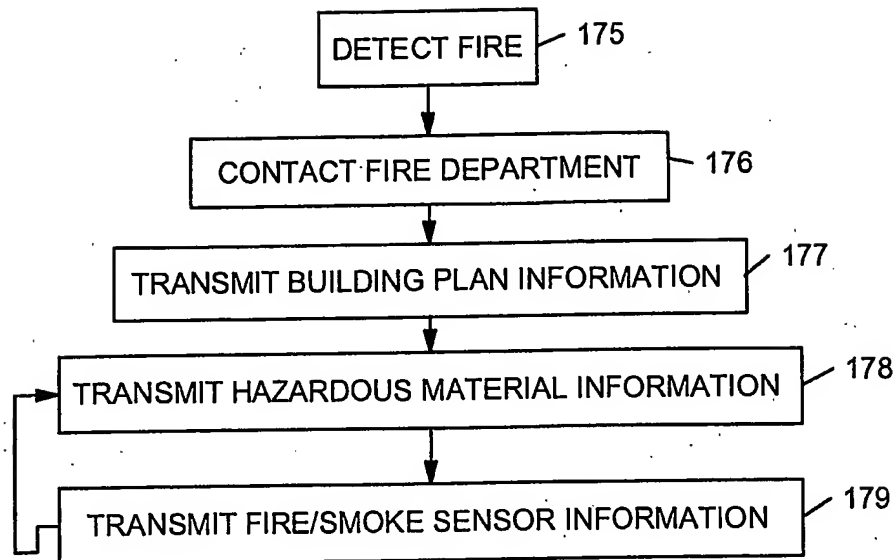 DETECT FIRE
175
CONTACT FIRE DEPARTMENT
176
TRANSMIT BUILDING PLAN INFORMATION
177
TRANSMIT HAZARDOUS MATERIAL INFORMATION
178
TRANSMIT FIRE/SMOKE SENSOR INFORMATION
179